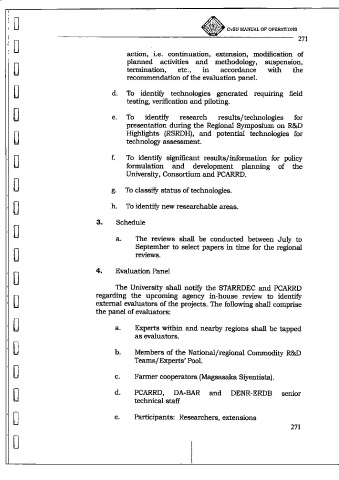 CvSU MANUAL OF OPERATIONS
271
action, i.e. continuation, extension, modification of
planned activities and methodology, suspension,
termination, etc., in accordance with the
recommendation of the evaluation panel.
d. To identify technologies generated requiring field
testing, verification and piloting.
e. To identify research results/technologies for
presentation during the Regional Symposium on R&D
Highlights (RSRDH), and potential technologies for
technology assessment.
f. To identify significant results/information for policy
formulation and development planning of the
University, Consortium and PCARRD.
g. To classify status of technologies.
h. To identify new researchable areas.
3. Schedule
a. The reviews shall be conducted between July to
September to select papers in time for the regional
reviews.
4. Evaluation Panel
The University shall notify the STARRDEC and PCARRD
regarding the upcoming agency in-house review to identify
external evaluators of the projects. The following shall comprise
the panel of evaluators:
a. Experts within and nearby regions shall be tapped
as evaluators.
b. Members of the National/regional Commodity R&D
Teams/Experts' Pool.
c. Farmer cooperators (Magsasaka Siyentista).
d. PCARRD, DA-BAR and DENR-ERDB senior
technical staff
e. Participants: Researchers, extensions
271